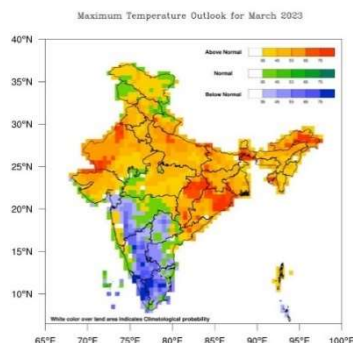 Maximum Temperature Outlook for March 2023
40°N
35°N
30°N
25°N
20°N
15°N
10°N
65°E 70°E 75°E 80°E 85°E 90°E 95°E 100°E
Above Normal
Normal
Below Normal
White color over land area indicates Climatological probability